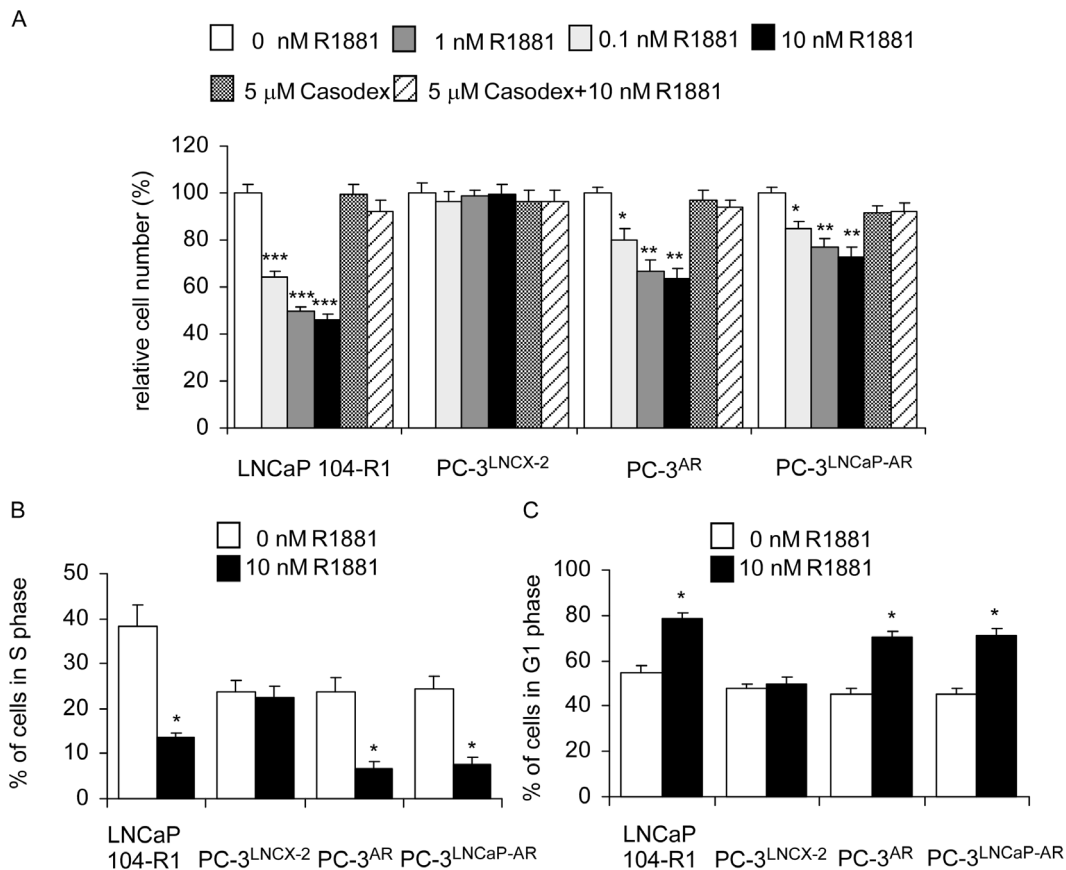 A
0 nM R1881 1 nM R1881 0.1 nM R1881 10 nM R1881
5 μM Casodex 5 μM Casodex+10 nM R1881
relative cell number (%)
120
100
80
60
40
20
0
***
***
***
*
**
**
*
**
**
LNCaP 104-R1 PC-3LNCX-2 PC-3AR PC-3LNCaP-AR
B
0 nM R1881
10 nM R1881
% of cells in S phase
50
40
30
20
10
0
*
*
*
LNCaP
104-R1 PC-3LNCX-2 PC-3AR PC-3LNCaP-AR
C
0 nM R1881
10 nM R1881
% of cells in G1 phase
100
80
60
40
20
0
*
*
*
LNCaP
104-R1 PC-3LNCX-2 PC-3AR PC-3LNCaP-AR